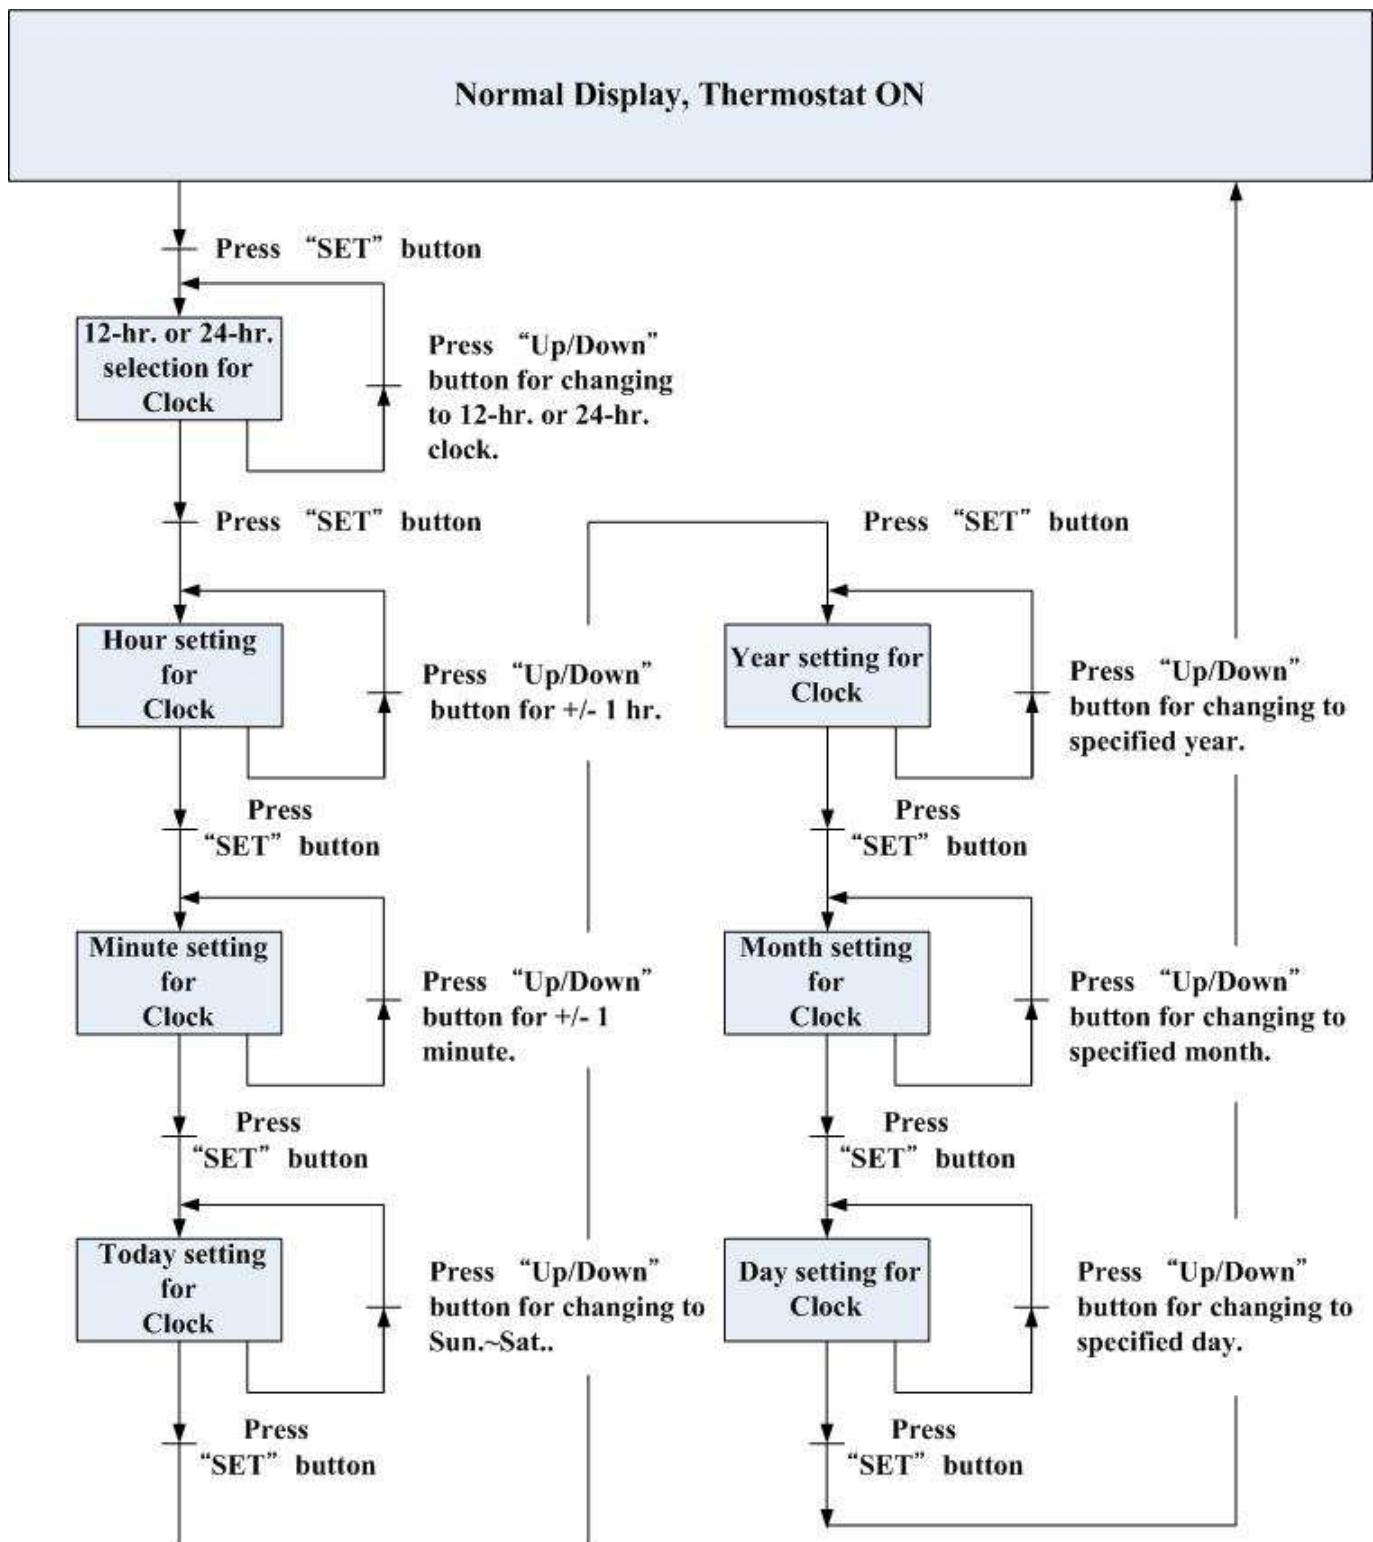 Normal Display, Thermostat ON
Press “SET” button
12-hr. or 24-hr.
selection for
Clock
Press “Up/Down”
button for changing
to 12-hr. or 24-hr.
clock.
Press “SET” button
Hour setting
for
Clock
Press “Up/Down”
button for +/- 1 hr.
Press
“SET” button
Minute setting
for
Clock
Press “Up/Down”
button for +/- 1
minute.
Press
“SET” button
Today setting
for
Clock
Press “Up/Down”
button for changing to
Sun.~Sat..
Press
“SET” button
Press “SET” button
Year setting for
Clock
Press “Up/Down”
button for changing to
specified year.
Press
“SET” button
Month setting
for
Clock
Press “Up/Down”
button for changing to
specified month.
Press
“SET” button
Day setting for
Clock
Press “Up/Down”
button for changing to
specified day.
Press
“SET” button